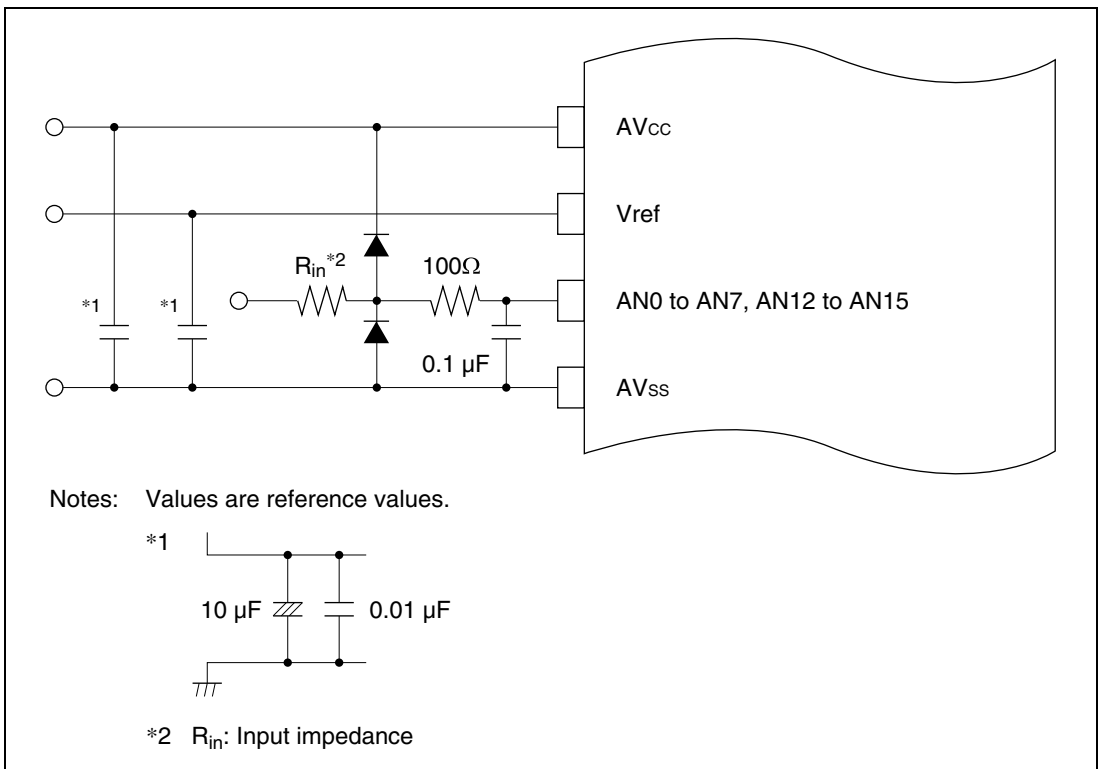 AVcc
Vref
Rin*2
100Ω
*1
*1
AN0 to AN7, AN12 to AN15
0.1 µF
AVss
Notes: Values are reference values.
*1
10 µF
0.01 µF
*2 Rin: Input impedance